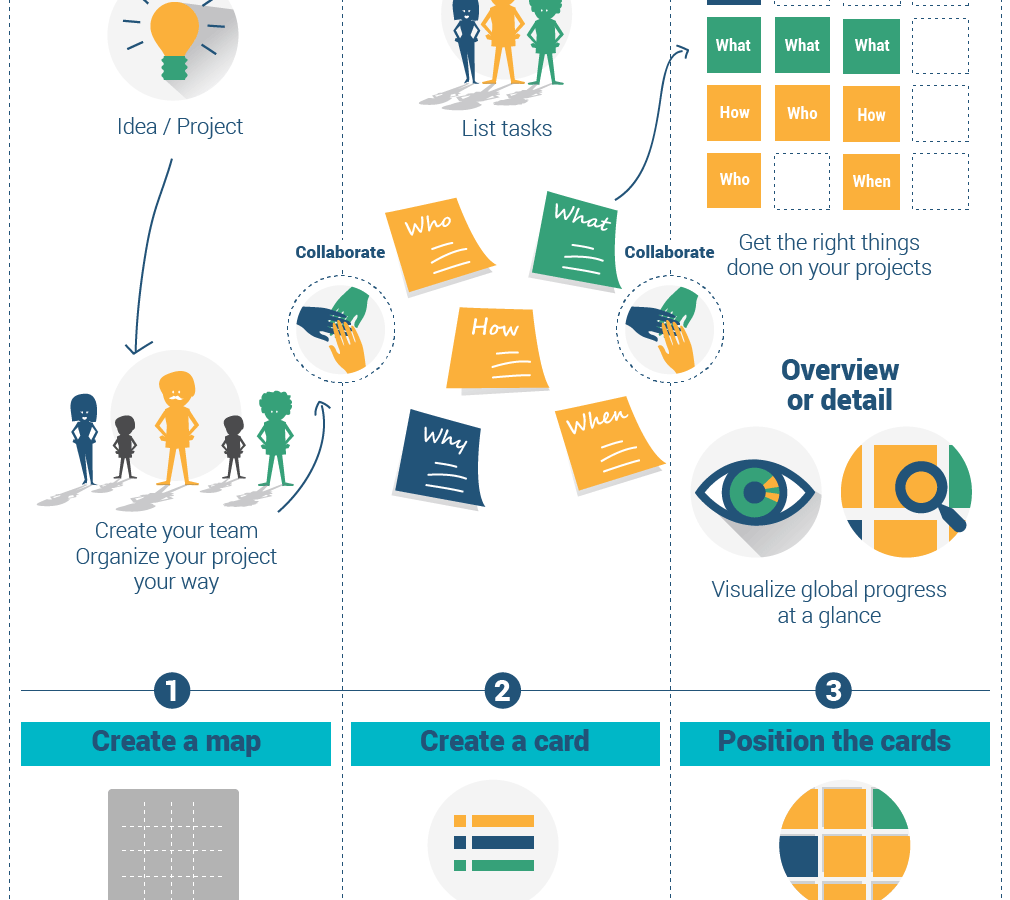 Idea / Project
Create your team
Organize your project
your way
Collaborate
List tasks
Who
What
How
Why
When
Collaborate
What What What
How Who How
Who When
Get the right things
done on your projects
Overview
or detail
Visualize global progress
at a glance
1
2
3
Create a map
Create a card
Position the cards